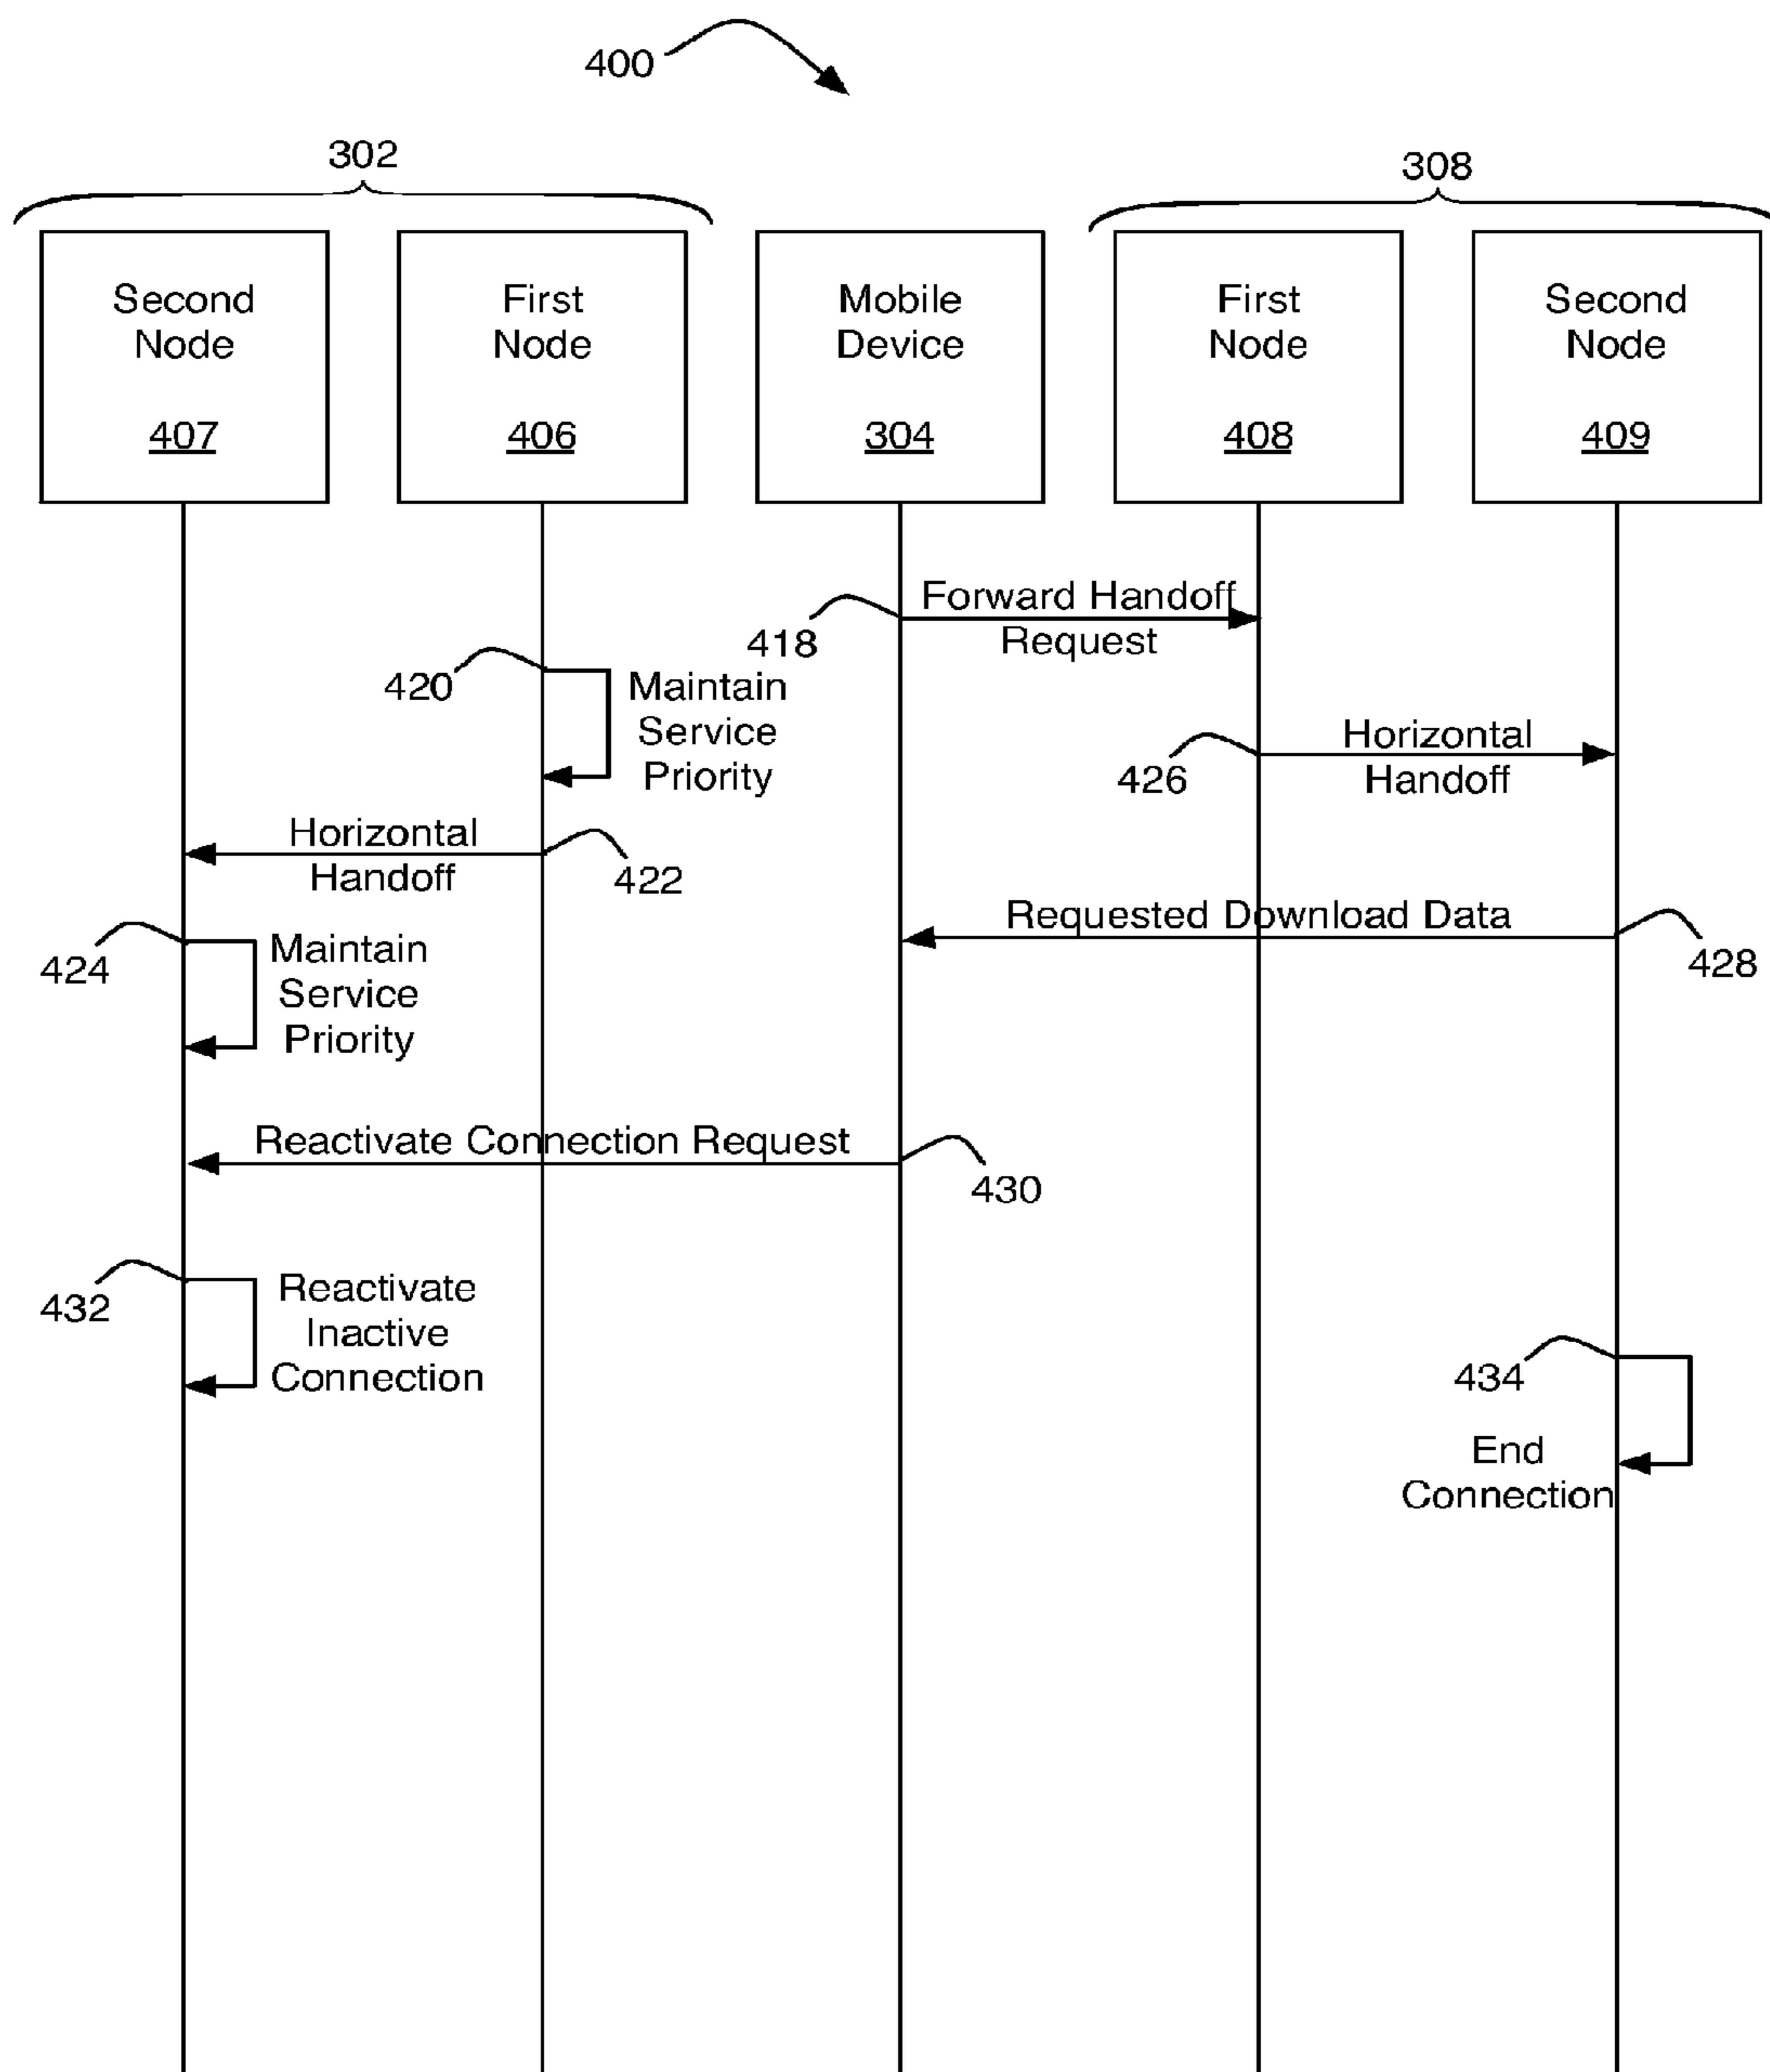 400
302
308
Second
Node
407
First
Node
406
Mobile
Device
304
First
Node
408
Second
Node
409
Forward Handoff
Request
418
420
Maintain
Service
Priority
Horizontal
Handoff
426
Horizontal
Handoff
422
Requested Download Data
428
424
Maintain
Service
Priority
Reactivate Connection Request
430
432
Reactivate
Inactive
Connection
434
End
Connection